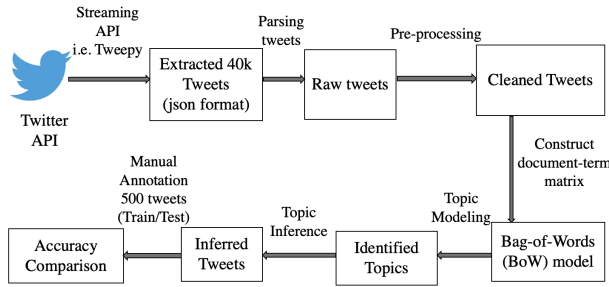 Streaming
API
i.e. Tweepy
Twitter
API
Extracted 40k
Tweets
(json format)
Parsing
tweets
Raw tweets
Pre-processing
Cleaned Tweets
Construct
document-term
matrix
Bag-of-Words
(BoW) model
Topic
Modeling
Identified
Topics
Topic
Inference
Inferred
Tweets
Manual
Annotation
500 tweets
(Train/Test)
Accuracy
Comparison